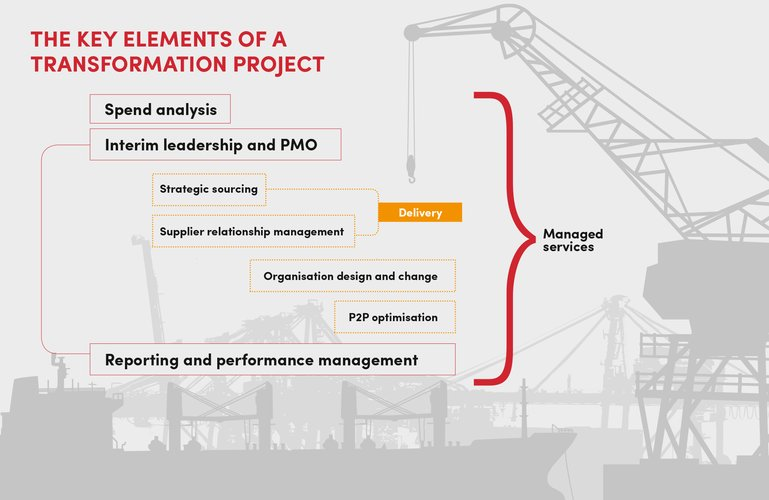 THE KEY ELEMENTS OF A
TRANSFORMATION PROJECT
Spend analysis
Interim leadership and PMO
Strategic sourcing
Delivery
Supplier relationship management
Managed
services
Organisation design and change
P2P optimisation
Reporting and performance management